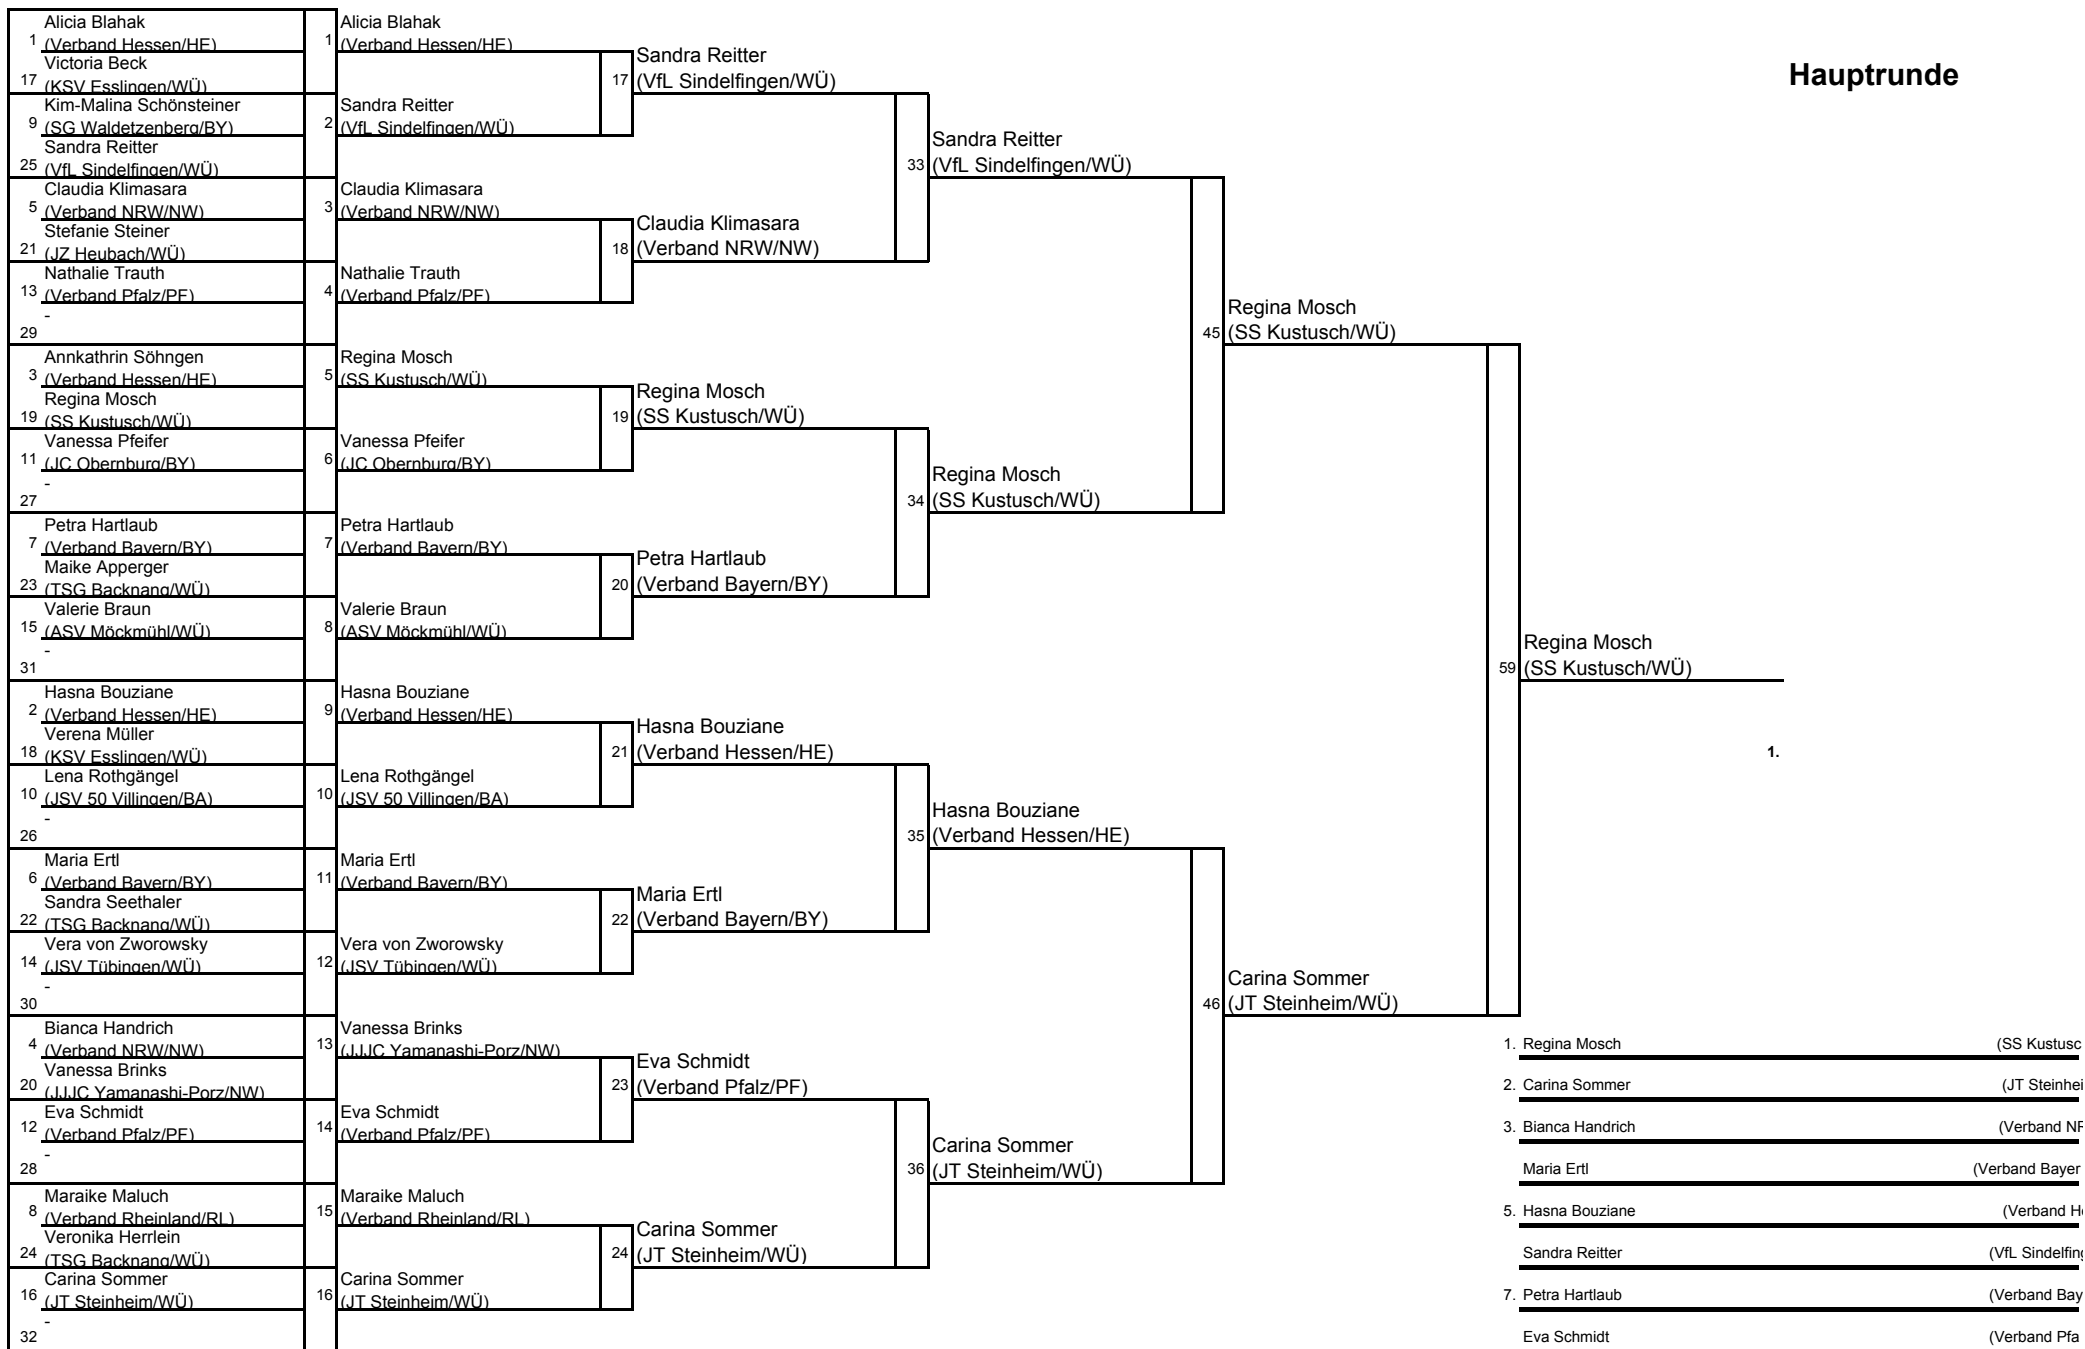 Hauptrunde
1 Alicia Blahak
(Verband Hessen/HE)
17 Victoria Beck
(KSV Esslingen/WÜ)
9 Kim-Malina Schönsteiner
(SG Waldetzenberg/BY)
25 Sandra Reitter
(VfL Sindelfingen/WÜ)
5 Claudia Klimasara
(Verband NRW/NW)
21 Stefanie Steiner
(JZ Heubach/WÜ)
13 Nathalie Trauth
(Verband Pfalz/PF)
29 -
3 Annkathrin Söhngen
(Verband Hessen/HE)
19 Regina Mosch
(SS Kustusch/WÜ)
11 Vanessa Pfeifer
(JC Obernburg/BY)
27 -
7 Petra Hartlaub
(Verband Bayern/BY)
23 Maike Apperger
(TSG Backnang/WÜ)
15 Valerie Braun
(ASV Möckmühl/WÜ)
31 -
2 Hasna Bouziane
(Verband Hessen/HE)
18 Verena Müller
(KSV Esslingen/WÜ)
10 Lena Rothgängel
(JSV 50 Villingen/BA)
26 -
6 Maria Ertl
(Verband Bayern/BY)
22 Sandra Seethaler
(TSG Backnang/WÜ)
14 Vera von Zworowsky
(JSV Tübingen/WÜ)
30 -
4 Bianca Handrich
(Verband NRW/NW)
20 Vanessa Brinks
(JJJC Yamanashi-Porz/NW)
12 Eva Schmidt
(Verband Pfalz/PF)
28 -
8 Maraike Maluch
(Verband Rheinland/RL)
24 Veronika Herrlein
(TSG Backnang/WÜ)
16 Carina Sommer
(JT Steinheim/WÜ)
32 -
1 Alicia Blahak
(Verband Hessen/HE)
2 Sandra Reitter
(VfL Sindelfingen/WÜ)
3 Claudia Klimasara
(Verband NRW/NW)
4 Nathalie Trauth
(Verband Pfalz/PF)
5 Regina Mosch
(SS Kustusch/WÜ)
6 Vanessa Pfeifer
(JC Obernburg/BY)
7 Petra Hartlaub
(Verband Bayern/BY)
8 Valerie Braun
(ASV Möckmühl/WÜ)
9 Hasna Bouziane
(Verband Hessen/HE)
10 Lena Rothgängel
(JSV 50 Villingen/BA)
11 Maria Ertl
(Verband Bayern/BY)
12 Vera von Zworowsky
(JSV Tübingen/WÜ)
13 Vanessa Brinks
(JJJC Yamanashi-Porz/NW)
14 Eva Schmidt
(Verband Pfalz/PF)
15 Maraike Maluch
(Verband Rheinland/RL)
16 Carina Sommer
(JT Steinheim/WÜ)
17 Sandra Reitter
(VfL Sindelfingen/WÜ)
18 Claudia Klimasara
(Verband NRW/NW)
19 Regina Mosch
(SS Kustusch/WÜ)
20 Petra Hartlaub
(Verband Bayern/BY)
21 Hasna Bouziane
(Verband Hessen/HE)
22 Maria Ertl
(Verband Bayern/BY)
23 Eva Schmidt
(Verband Pfalz/PF)
24 Carina Sommer
(JT Steinheim/WÜ)
33 Sandra Reitter
(VfL Sindelfingen/WÜ)
34 Regina Mosch
(SS Kustusch/WÜ)
35 Hasna Bouziane
(Verband Hessen/HE)
36 Carina Sommer
(JT Steinheim/WÜ)
45 Regina Mosch
(SS Kustusch/WÜ)
46 Carina Sommer
(JT Steinheim/WÜ)
59 Regina Mosch
(SS Kustusch/WÜ)
1.
1. Regina Mosch (SS Kustusc
2. Carina Sommer (JT Steinhei
3. Bianca Handrich (Verband NR
Maria Ertl (Verband Bayer
5. Hasna Bouziane (Verband He
Sandra Reitter (VfL Sindelfing
7. Petra Hartlaub (Verband Bay
Eva Schmidt (Verband Pfa